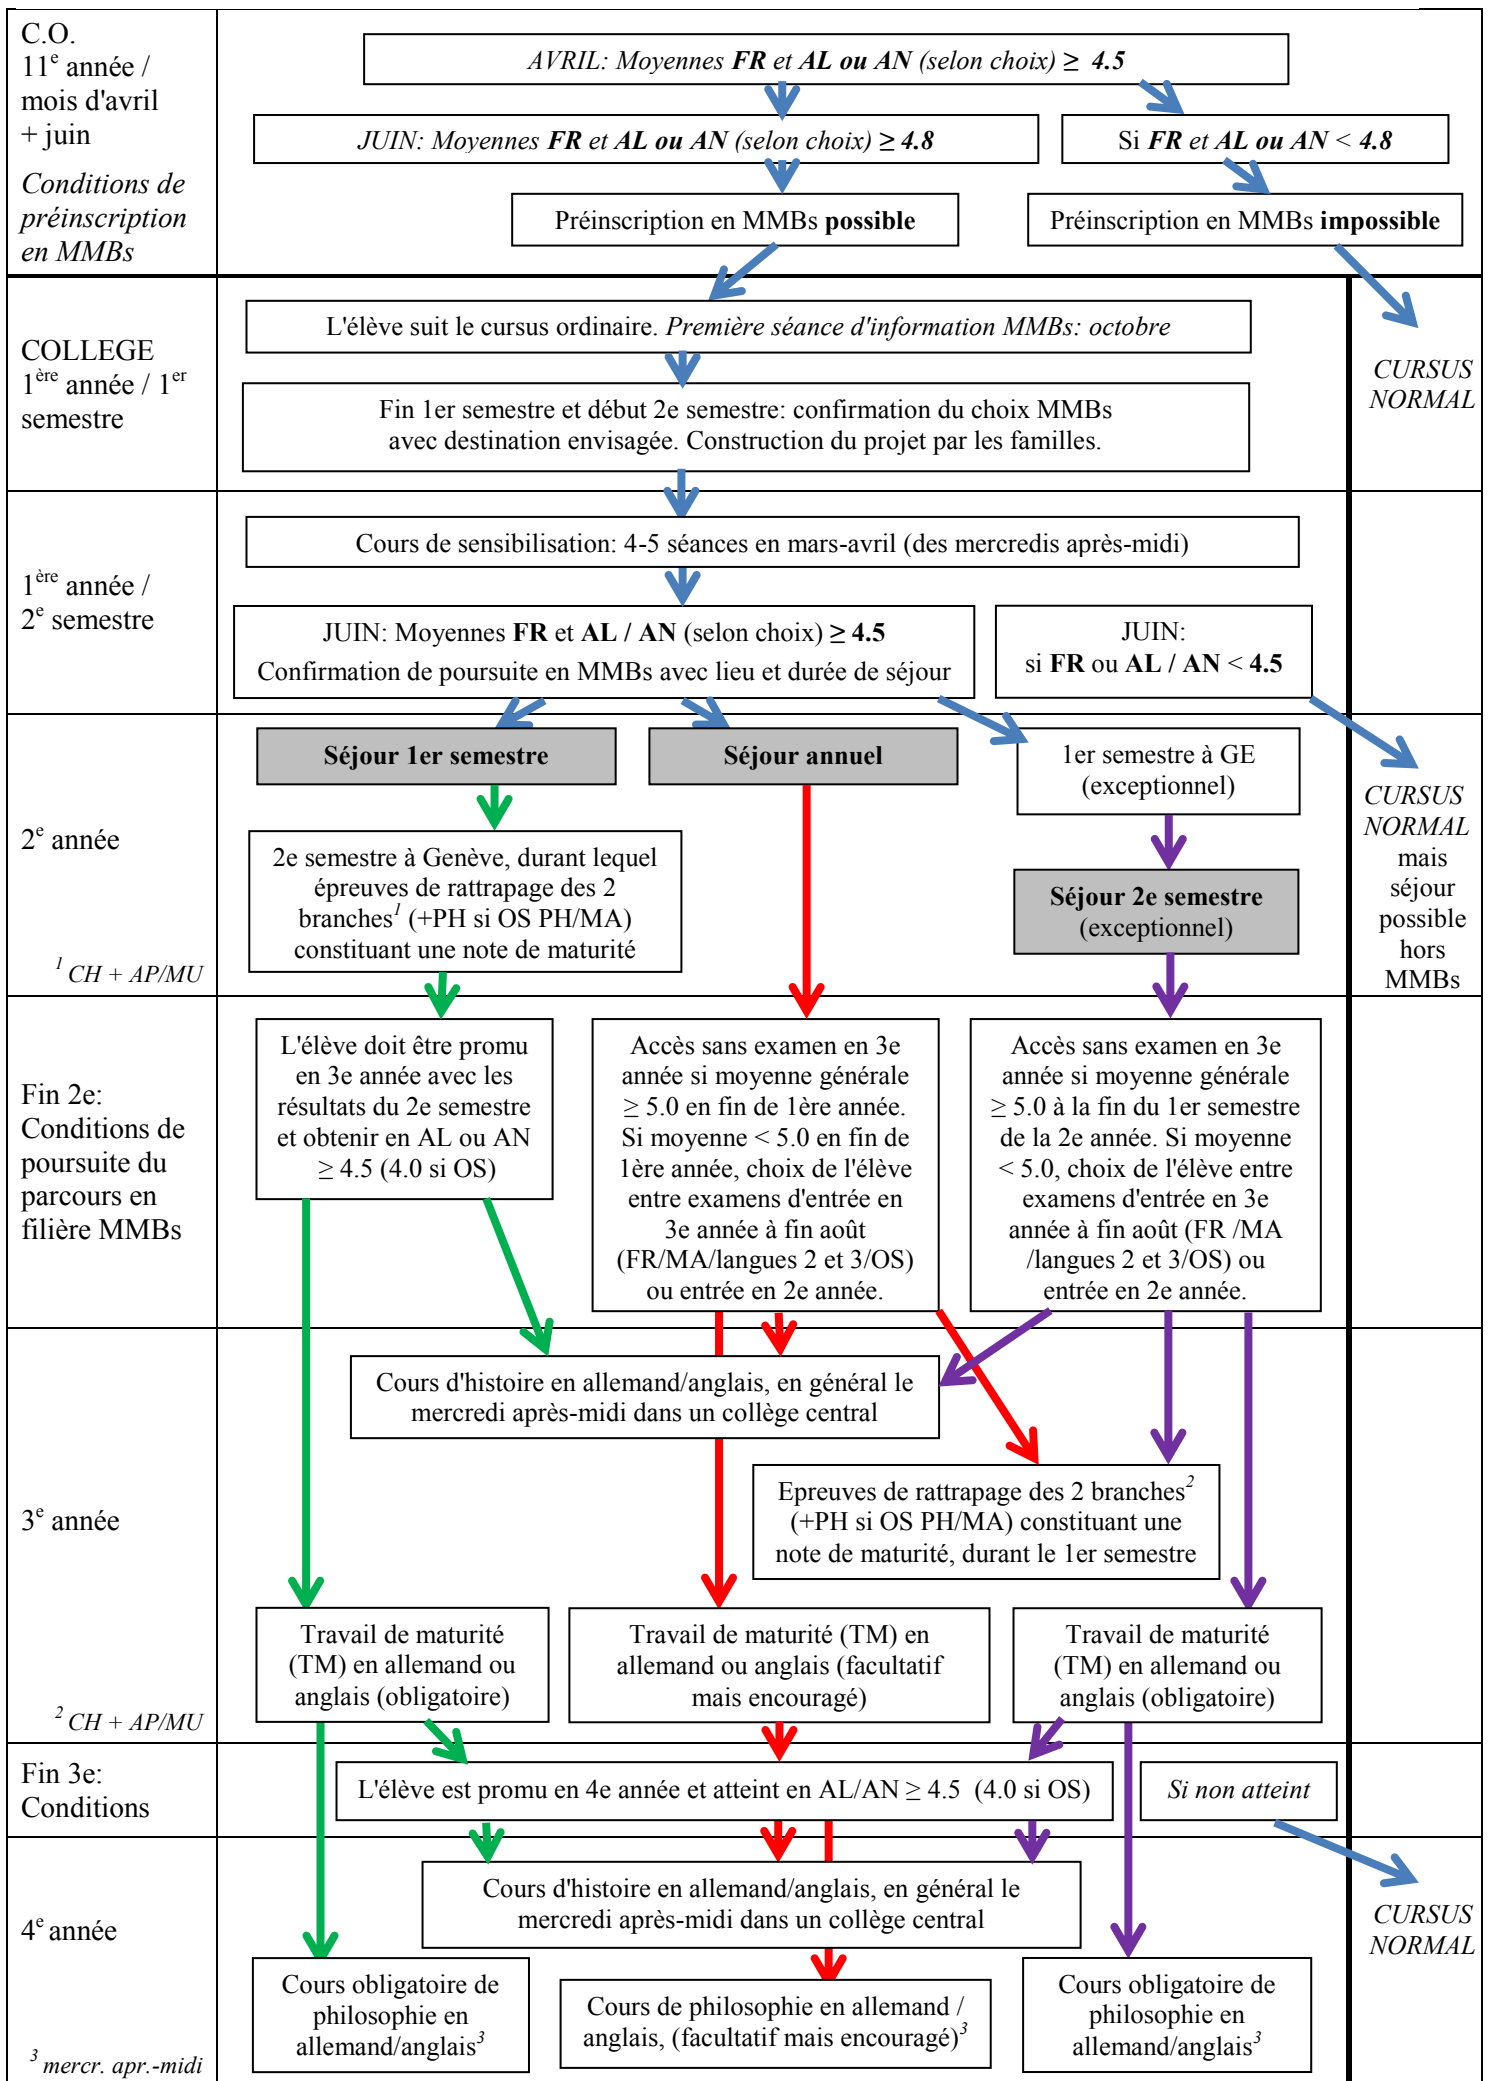 C.O.
11e année /
mois d'avril
+ juin
Conditions de
préinscription
en MMBs
AVRIL: Moyennes FR et AL ou AN (selon choix) ≥ 4.5
JUIN: Moyennes FR et AL ou AN (selon choix) ≥ 4.8
Si FR et AL ou AN < 4.8
Préinscription en MMBs possible
Préinscription en MMBs impossible
COLLEGE
1ère année / 1er
semestre
L'élève suit le cursus ordinaire. Première séance d'information MMBs: octobre
Fin 1er semestre et début 2e semestre: confirmation du choix MMBs
avec destination envisagée. Construction du projet par les familles.
CURSUS
NORMAL
1ère année /
2e semestre
Cours de sensibilisation: 4-5 séances en mars-avril (des mercredis après-midi)
JUIN: Moyennes FR et AL / AN (selon choix) ≥ 4.5
Confirmation de poursuite en MMBs avec lieu et durée de séjour
JUIN:
si FR ou AL / AN < 4.5
2e année
1 CH + AP/MU
Séjour 1er semestre
Séjour annuel
1er semestre à GE
(exceptionnel)
2e semestre à Genève, durant lequel
épreuves de rattrapage des 2
branches1 (+PH si OS PH/MA)
constituant une note de maturité
Séjour 2e semestre
(exceptionnel)
CURSUS
NORMAL
mais
séjour
possible
hors
MMBs
Fin 2e:
Conditions de
poursuite du
parcours en
filière MMBs
L'élève doit être promu
en 3e année avec les
résultats du 2e semestre
et obtenir en AL ou AN
≥ 4.5 (4.0 si OS)
Accès sans examen en 3e
année si moyenne générale
≥ 5.0 en fin de 1ère année.
Si moyenne < 5.0 en fin de
1ère année, choix de l'élève
entre examens d'entrée en
3e année à fin août
(FR/MA/langues 2 et 3/OS)
ou entrée en 2e année.
Accès sans examen en 3e
année si moyenne générale
≥ 5.0 à la fin du 1er semestre
de la 2e année. Si moyenne
< 5.0, choix de l'élève entre
examens d'entrée en 3e
année à fin août (FR /MA
/langues 2 et 3/OS) ou
entrée en 2e année.
3e année
2 CH + AP/MU
Cours d'histoire en allemand/anglais, en général le
mercredi après-midi dans un collège central
Epreuves de rattrapage des 2 branches2
(+PH si OS PH/MA) constituant une
note de maturité, durant le 1er semestre
Travail de maturité
(TM) en allemand ou
anglais (obligatoire)
Travail de maturité (TM) en
allemand ou anglais (facultatif
mais encouragé)
Travail de maturité
(TM) en allemand ou
anglais (obligatoire)
Fin 3e:
Conditions
L'élève est promu en 4e année et atteint en AL/AN ≥ 4.5 (4.0 si OS)
Si non atteint
4e année
3 mercr. apr.-midi
Cours d'histoire en allemand/anglais, en général le
mercredi après-midi dans un collège central
CURSUS
NORMAL
Cours obligatoire de
philosophie en
allemand/anglais3
Cours de philosophie en allemand /
anglais, (facultatif mais encouragé)3
Cours obligatoire de
philosophie en
allemand/anglais3